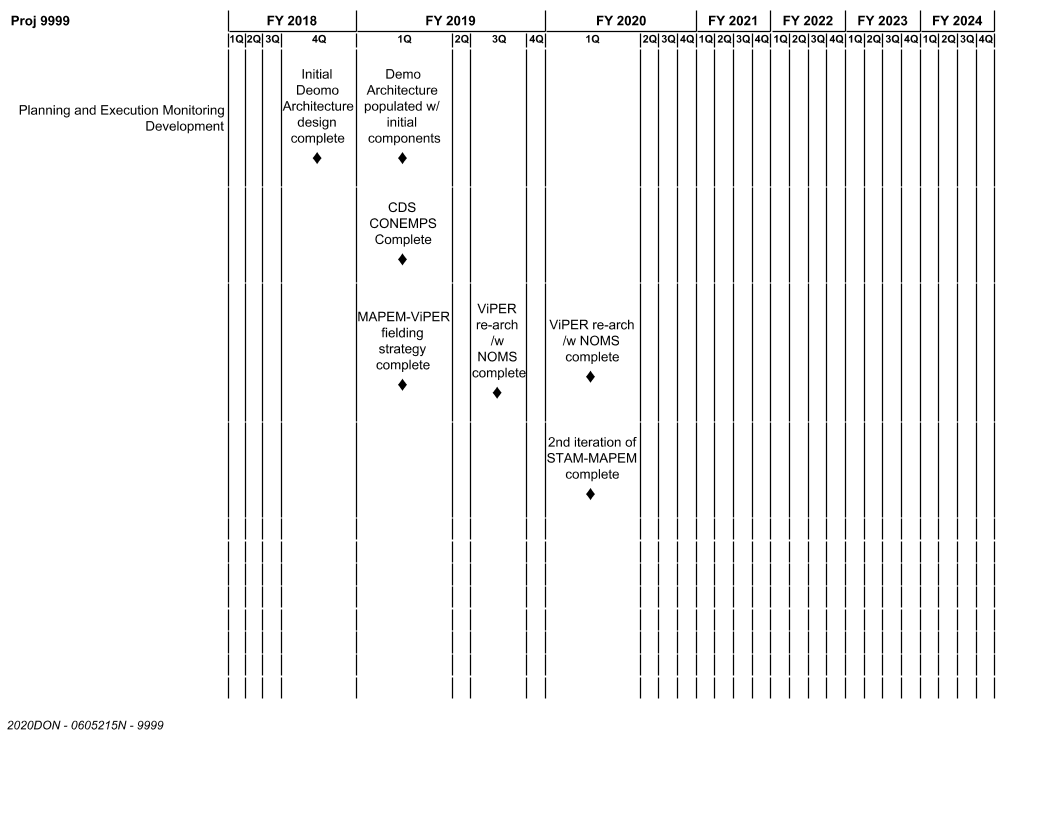 Proj 9999
FY 2018 FY 2019 FY 2020 FY 2021 FY 2022 FY 2023 FY 2024
1Q 2Q 3Q 4Q 1Q 2Q 3Q 4Q 1Q 2Q 3Q 4Q 1Q 2Q 3Q 4Q 1Q 2Q 3Q 4Q 1Q 2Q 3Q 4Q 1Q 2Q 3Q 4Q
Planning and Execution Monitoring
Development
Initial
Deomo
Architecture
design
complete
Demo
Architecture
populated w/
initial
components
CDS
CONEMPS
Complete
MAPEM-ViPER
fielding
strategy
complete
ViPER
re-arch
/w
NOMS
complete
ViPER re-arch
/w NOMS
complete
2nd iteration of
STAM-MAPEM
complete
2020DON - 0605215N - 9999